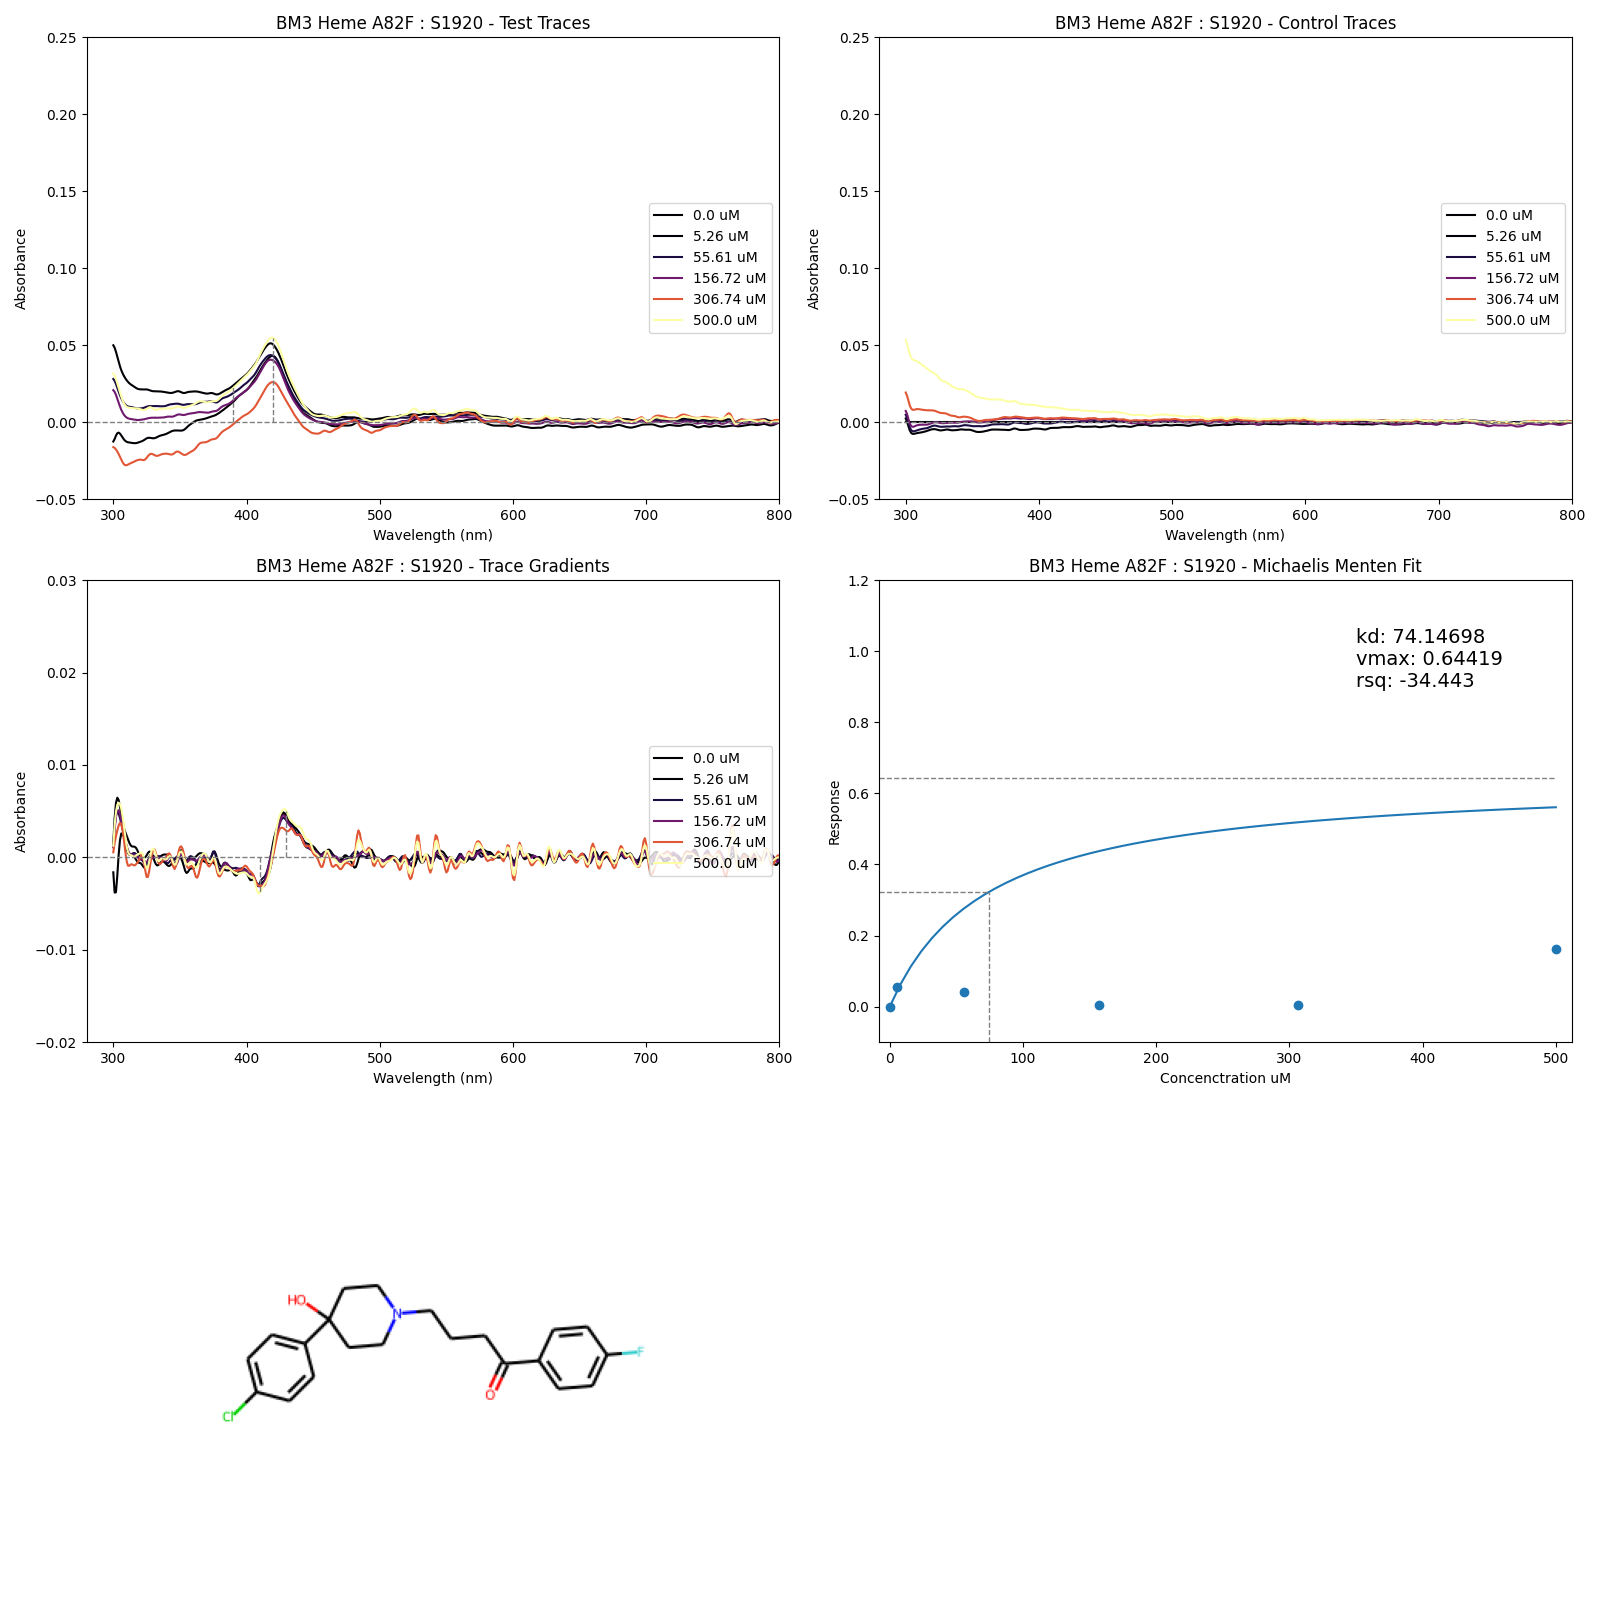 BM3 Heme A82F : S1920 - Test Traces
0.25
0.20
0.15
0.10
0.05
0.00
−0.05
Absorbance
300 400 500 600 700 800
Wavelength (nm)
0.0 uM
5.26 uM
55.61 uM
156.72 uM
306.74 uM
500.0 uM
BM3 Heme A82F : S1920 - Control Traces
0.25
0.20
0.15
0.10
0.05
0.00
−0.05
Absorbance
300 400 500 600 700 800
Wavelength (nm)
0.0 uM
5.26 uM
55.61 uM
156.72 uM
306.74 uM
500.0 uM
BM3 Heme A82F : S1920 - Trace Gradients
0.03
0.02
0.01
0.00
−0.01
−0.02
Absorbance
300 400 500 600 700 800
Wavelength (nm)
0.0 uM
5.26 uM
55.61 uM
156.72 uM
306.74 uM
500.0 uM
BM3 Heme A82F : S1920 - Michaelis Menten Fit
1.2
1.0
0.8
0.6
0.4
0.2
0.0
Response
kd: 74.14698
vmax: 0.64419
rsq: -34.443
0 100 200 300 400 500
Concenctration uM
HO
N
F
O
Cl